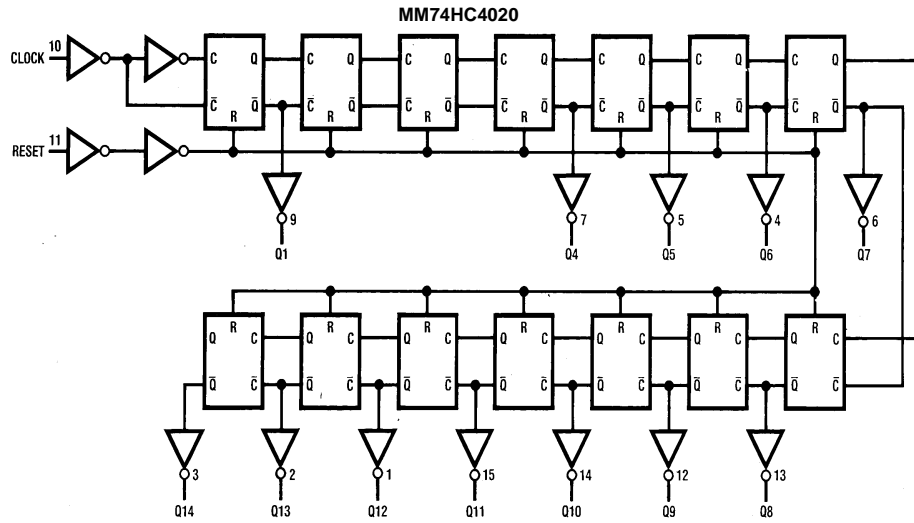 MM74HC4020
CLOCK 10
C Q C Q C Q C Q C Q C Q C Q
C̅ Q̅ C̅ Q̅ C̅ Q̅ C̅ Q̅ C̅ Q̅ C̅ Q̅ C̅ Q̅
R R R R R R R
RESET 11
9 7 5 4 6
Q1 Q4 Q5 Q6 Q7
R R R R R R R
Q C Q C Q C Q C Q C Q C Q C
Q̅ C̅ Q̅ C̅ Q̅ C̅ Q̅ C̅ Q̅ C̅ Q̅ C̅ Q̅ C̅
3 2 1 15 14 12 13
Q14 Q13 Q12 Q11 Q10 Q9 Q8